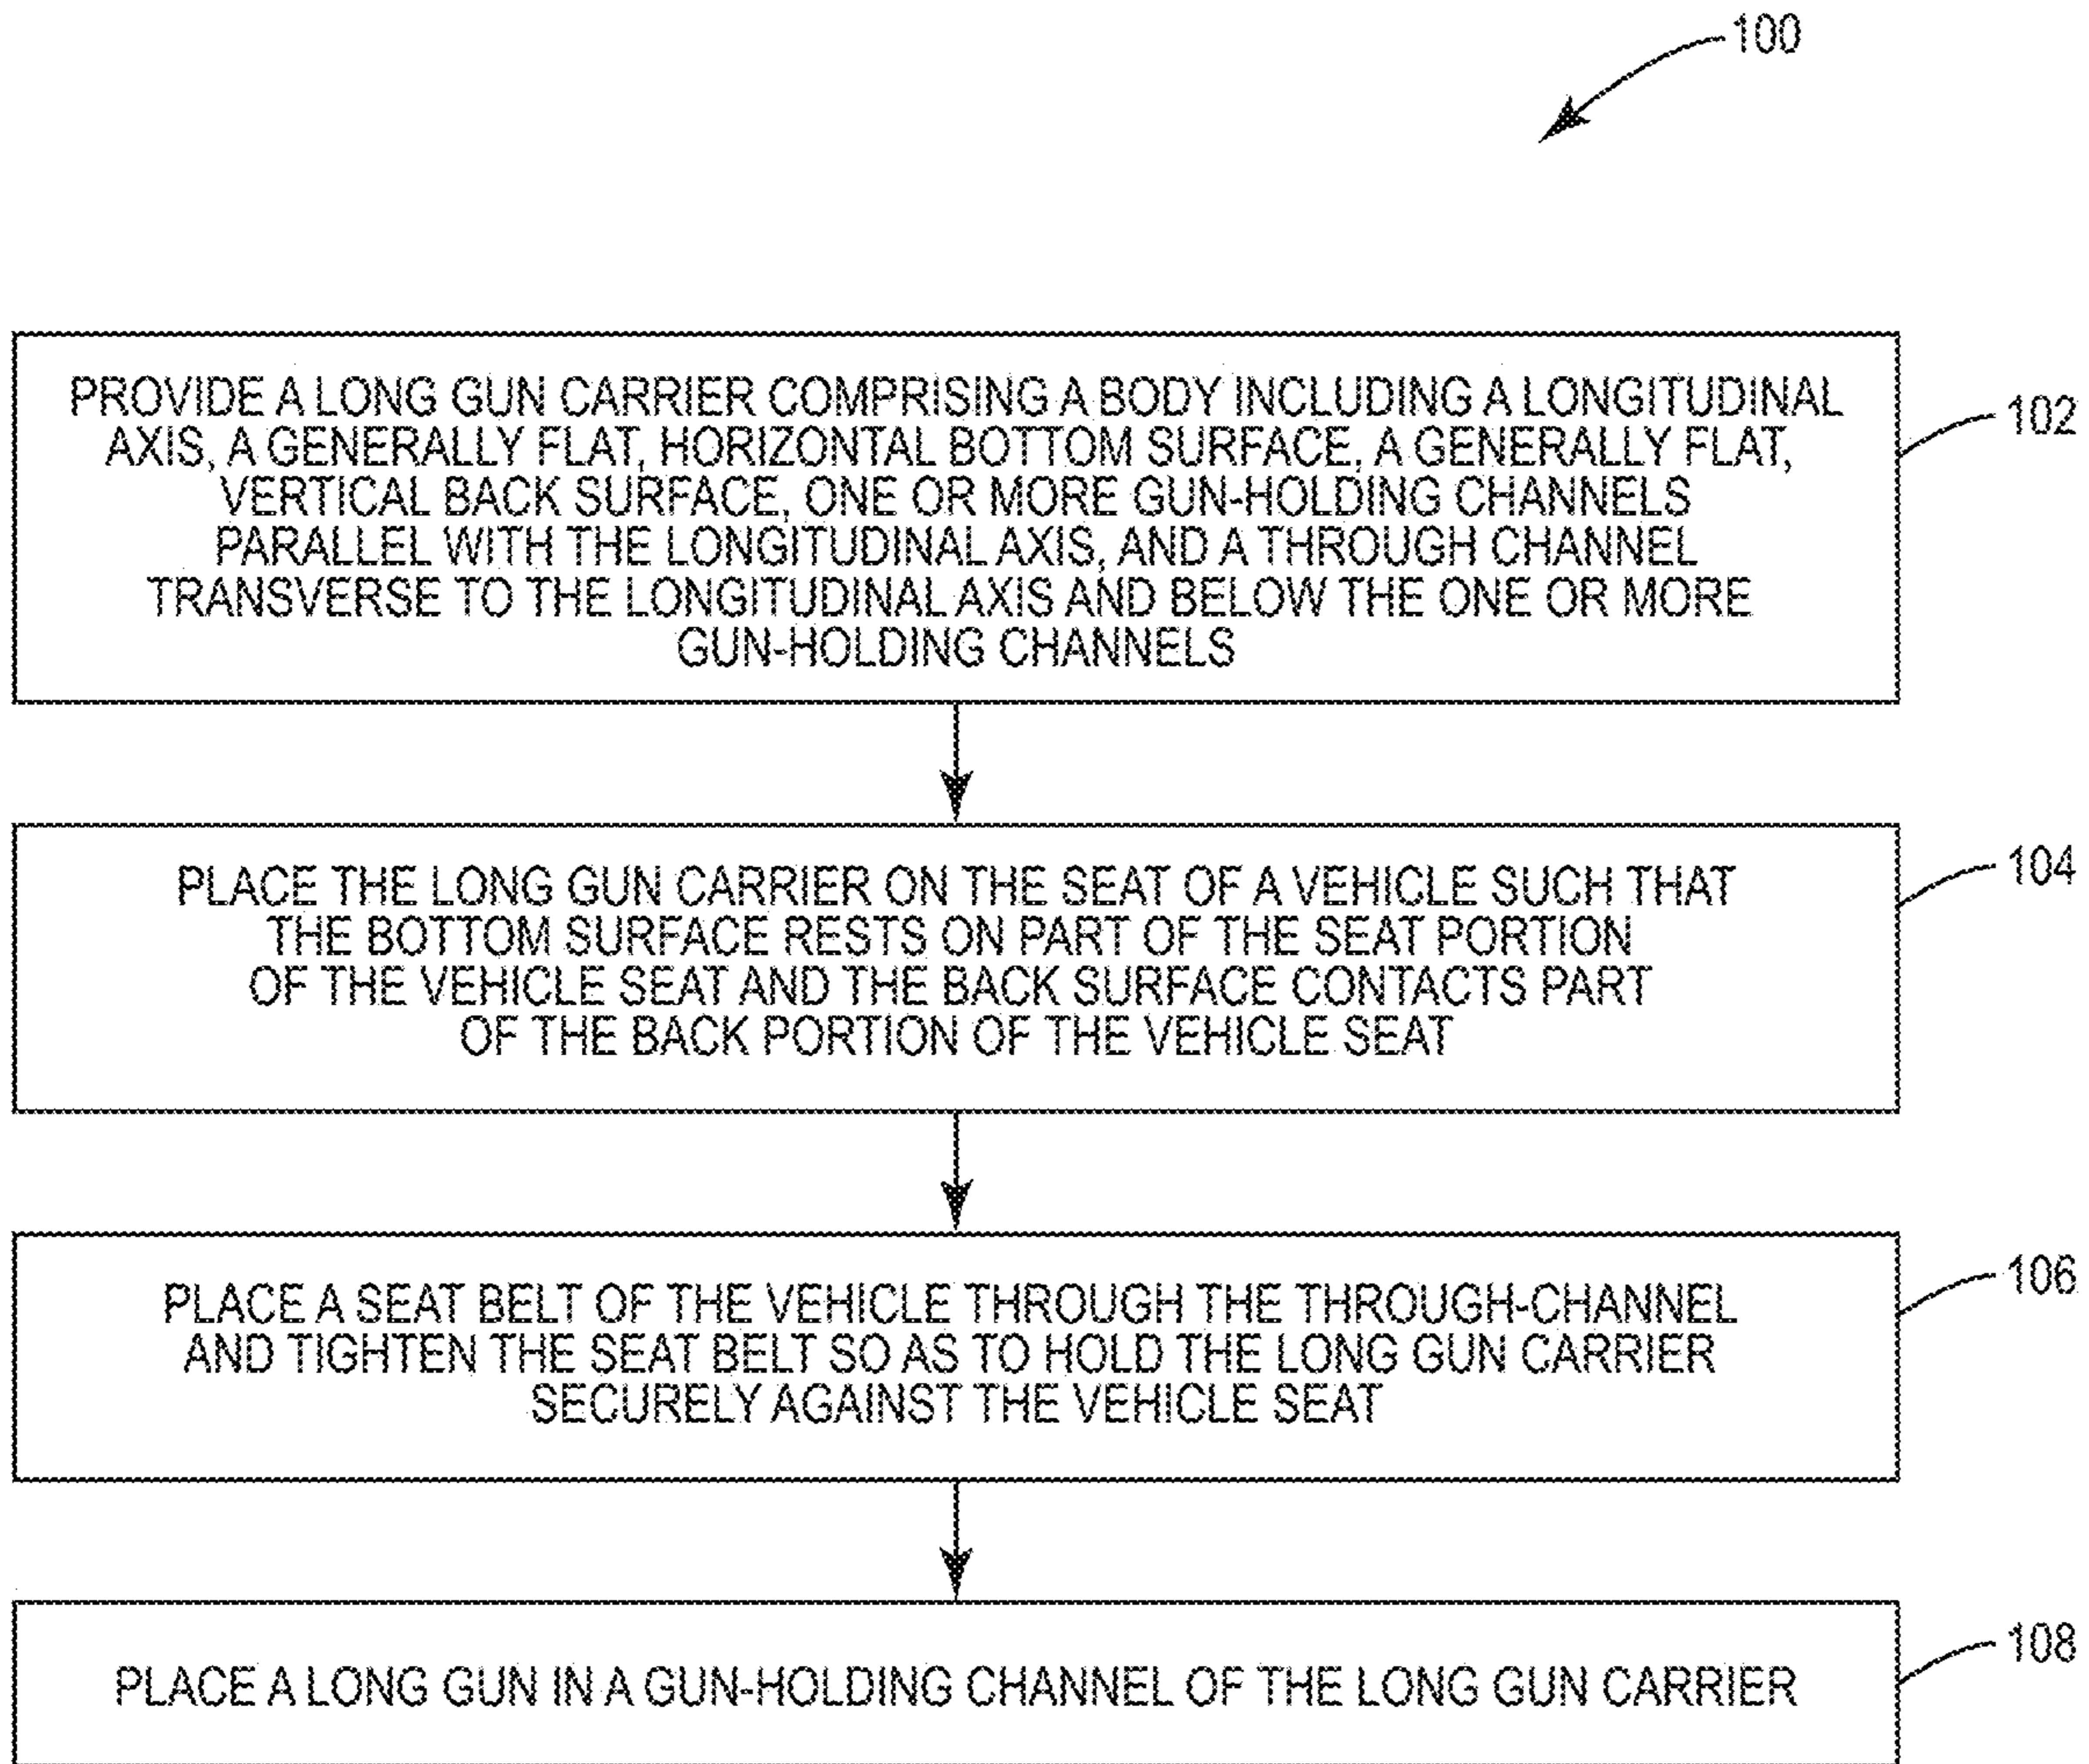 100
PROVIDE A LONG GUN CARRIER COMPRISING A BODY INCLUDING A LONGITUDINAL
AXIS, A GENERALLY FLAT, HORIZONTAL BOTTOM SURFACE, A GENERALLY FLAT,
VERTICAL BACK SURFACE, ONE OR MORE GUN-HOLDING CHANNELS
PARALLEL WITH THE LONGITUDINAL AXIS, AND A THROUGH CHANNEL
TRANSVERSE TO THE LONGITUDINAL AXIS AND BELOW THE ONE OR MORE
GUN-HOLDING CHANNELS
102
PLACE THE LONG GUN CARRIER ON THE SEAT OF A VEHICLE SUCH THAT
THE BOTTOM SURFACE RESTS ON PART OF THE SEAT PORTION
OF THE VEHICLE SEAT AND THE BACK SURFACE CONTACTS PART
OF THE BACK PORTION OF THE VEHICLE SEAT
104
PLACE A SEAT BELT OF THE VEHICLE THROUGH THE THROUGH-CHANNEL
AND TIGHTEN THE SEAT BELT SO AS TO HOLD THE LONG GUN CARRIER
SECURELY AGAINST THE VEHICLE SEAT
106
PLACE A LONG GUN IN A GUN-HOLDING CHANNEL OF THE LONG GUN CARRIER
108